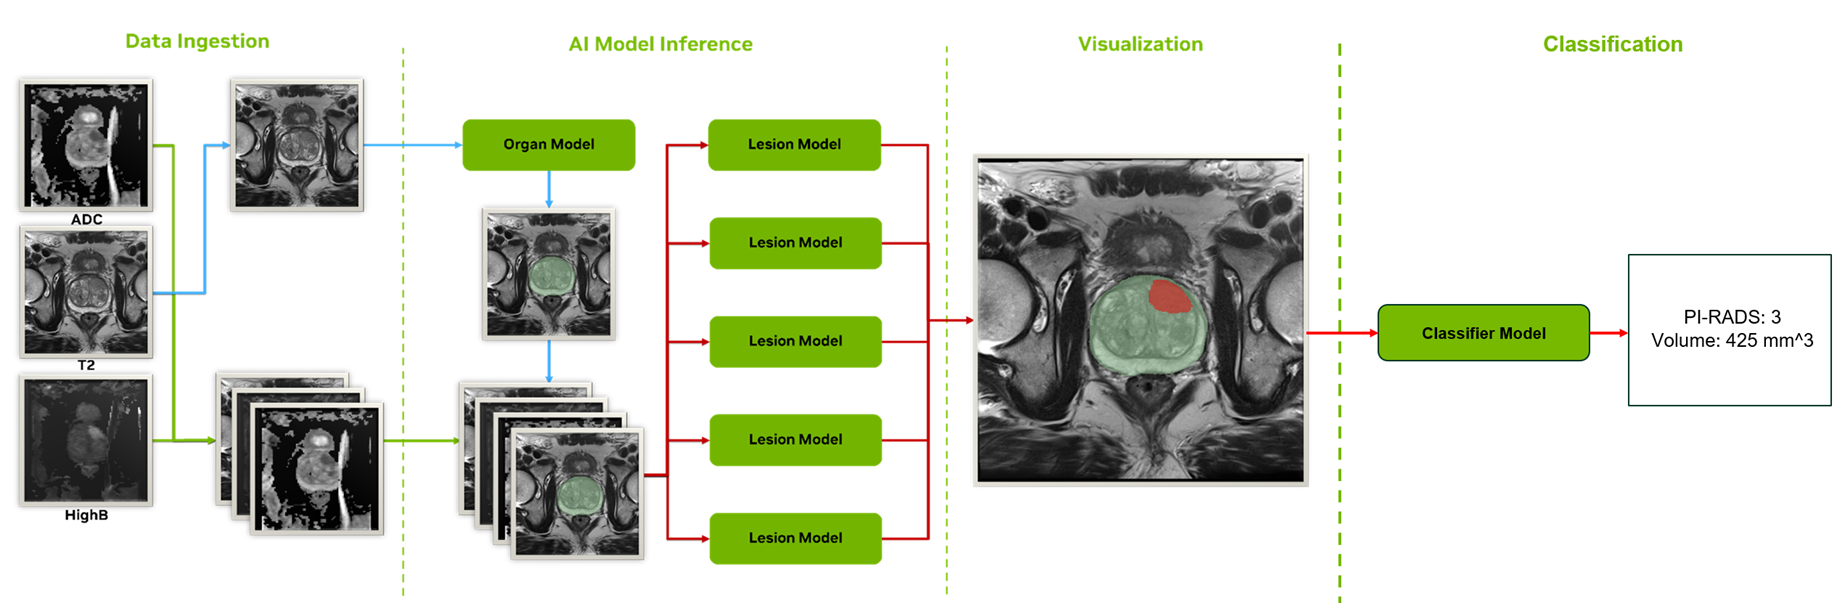 Data Ingestion
AI Model Inference
Visualization
Classification
ADC
T2
HighB
Organ Model
Lesion Model
Lesion Model
Lesion Model
Lesion Model
Lesion Model
Classifier Model
PI-RADS: 3
Volume: 425 mm^3